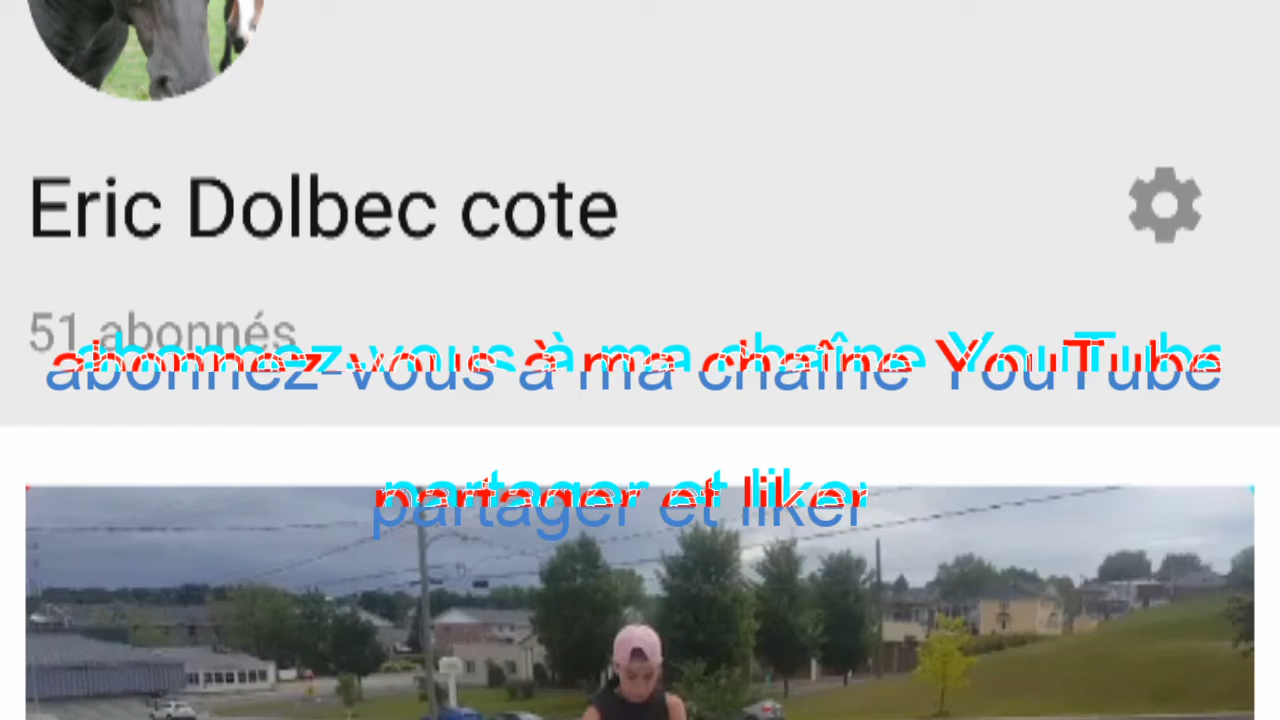 Eric Dolbec cote
51 abonnés
abonnez-vous à ma chaîne YouTube
partager et liker